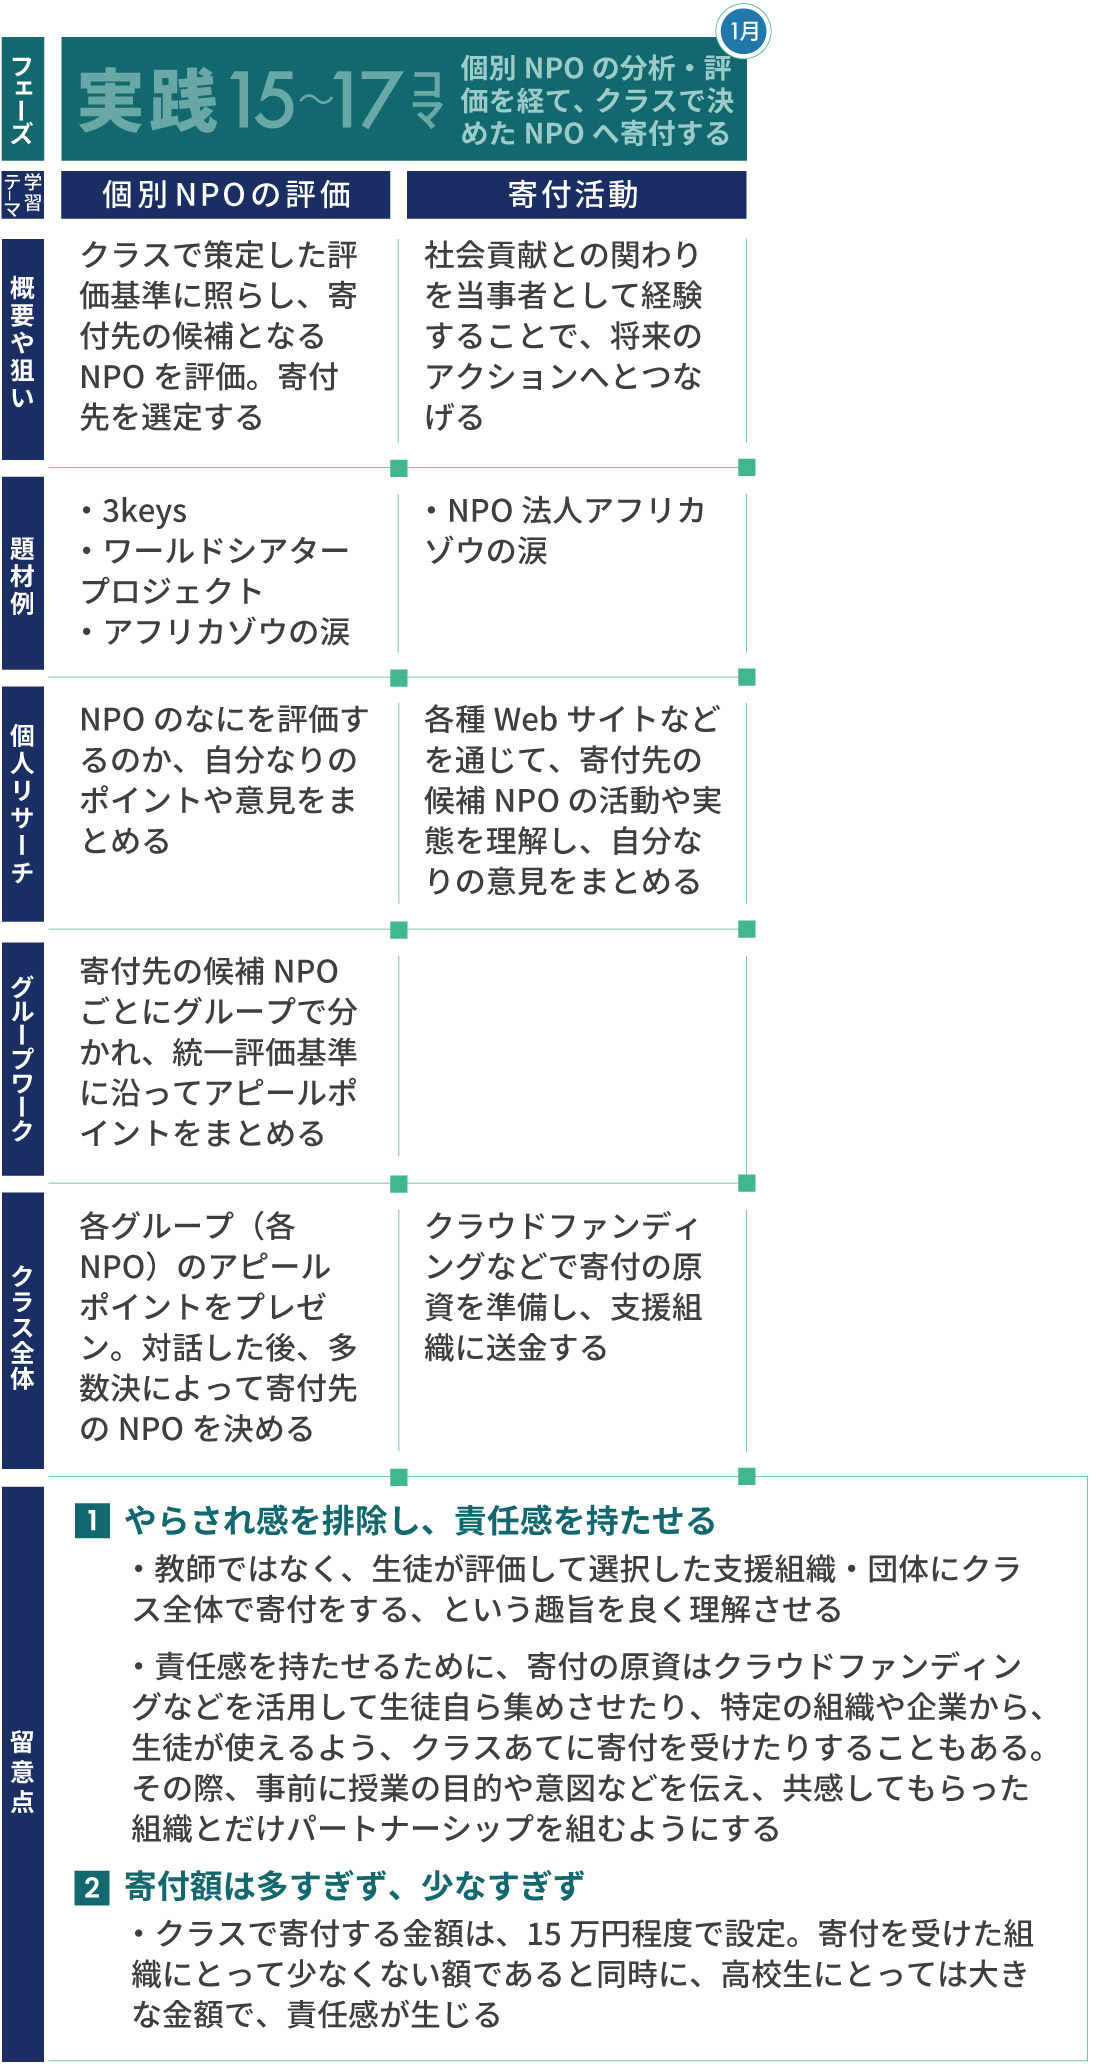 1月
フェーズ
実践15〜17コマ
個別 NPO の分析・評
価を経て、クラスで決
めた NPO へ寄付する
学習
テーマ
個別NPOの評価
寄付活動
概要や狙い
クラスで策定した評
価基準に照らし、寄
付先の候補となる
NPO を評価。寄付
先を選定する
社会貢献との関わり
を当事者として経験
することで、将来の
アクションへとつな
げる
題材例
・3keys
・ワールドシアター
プロジェクト
・アフリカゾウの涙
・NPO 法人アフリカ
ゾウの涙
個人リサーチ
NPO のなにを評価す
るのか、自分なりの
ポイントや意見をま
とめる
各種 Web サイトなど
を通じて、寄付先の
候補 NPO の活動や実
態を理解し、自分な
りの意見をまとめる
グループワーク
寄付先の候補 NPO
ごとにグループで分
かれ、統一評価基準
に沿ってアピールポ
イントをまとめる
クラス全体
各グループ（各
NPO）のアピール
ポイントをプレゼ
ン。対話した後、多
数決によって寄付先
の NPO を決める
クラウドファンディ
ングなどで寄付の原
資を準備し、支援組
織に送金する
留意点
1 やらされ感を排除し、責任感を持たせる
・教師ではなく、生徒が評価して選択した支援組織・団体にクラ
ス全体で寄付をする、という趣旨を良く理解させる
・責任感を持たせるために、寄付の原資はクラウドファンディン
グなどを活用して生徒自ら集めさせたり、特定の組織や企業から、
生徒が使えるよう、クラスあてに寄付を受けたりすることもある。
その際、事前に授業の目的や意図などを伝え、共感してもらった
組織とだけパートナーシップを組むようにする
2 寄付額は多すぎず、少なすぎず
・クラスで寄付する金額は、15 万円程度で設定。寄付を受けた組
織にとって少なくない額であると同時に、高校生にとっては大き
な金額で、責任感が生じる